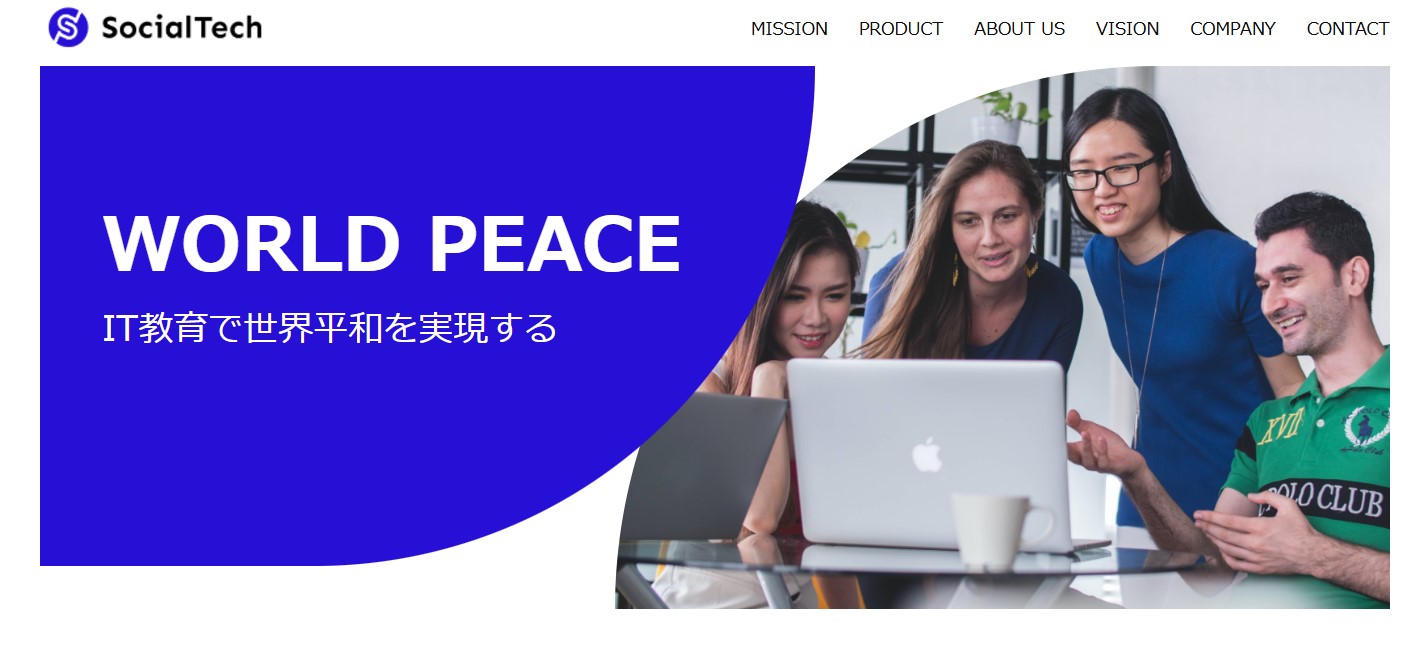 SocialTech
MISSION PRODUCT ABOUT US VISION COMPANY CONTACT
WORLD PEACE
IT教育で世界平和を実現する
XVII
POLO CLUB